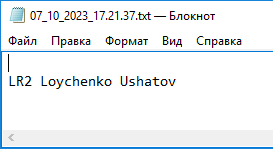 07_10_2023_17.21.37.txt — Блокнот
Файл Правка Формат Вид Справка
LR2 Loychenko Ushatov